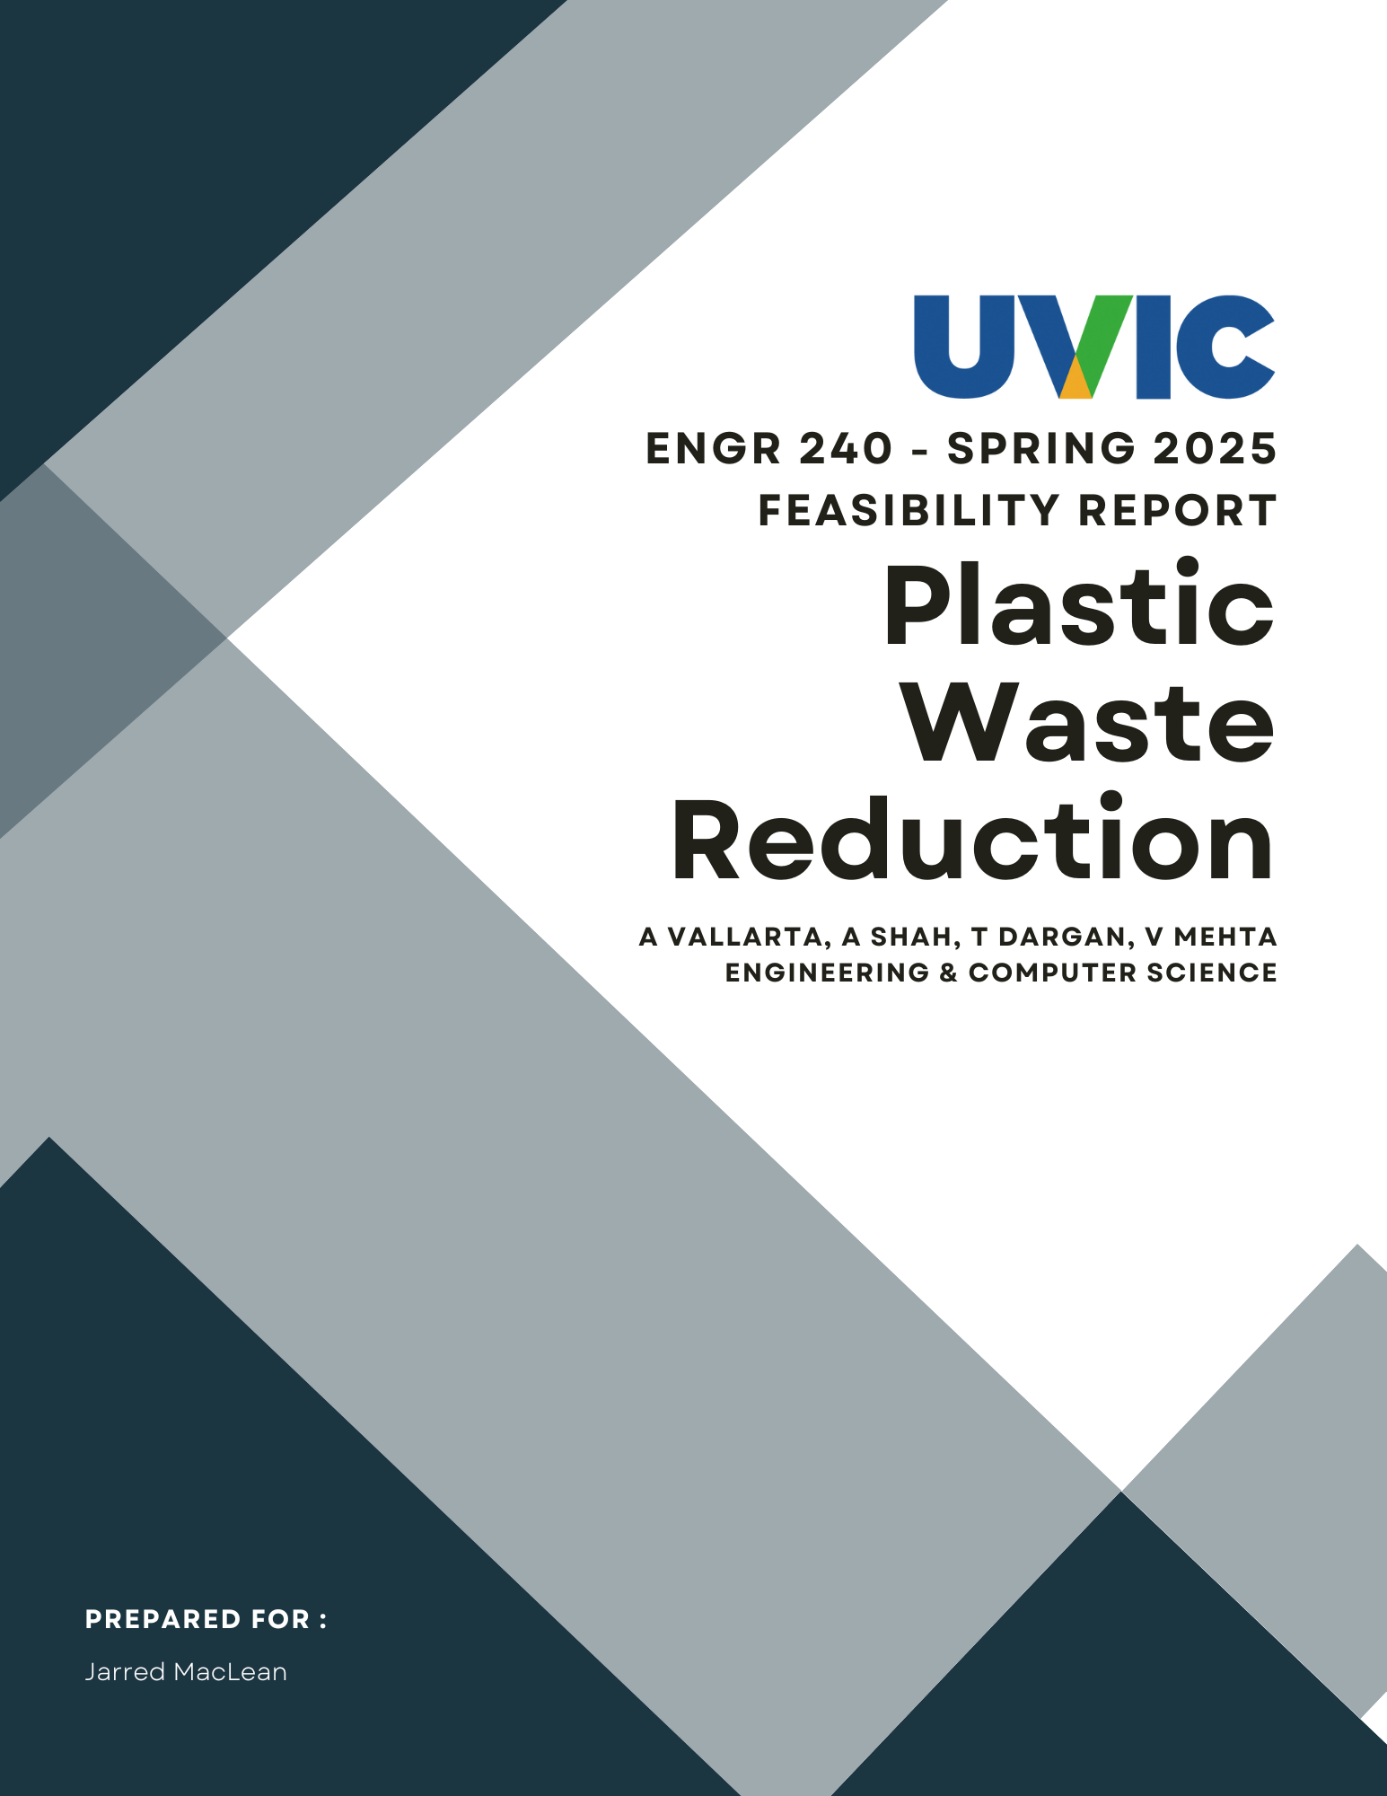 UVIC
ENGR 240 - SPRING 2025
FEASIBILITY REPORT
Plastic
Waste
Reduction
A VALLARTA, A SHAH, T DARGAN, V MEHTA
ENGINEERING & COMPUTER SCIENCE
PREPARED FOR :
Jarred MacLean